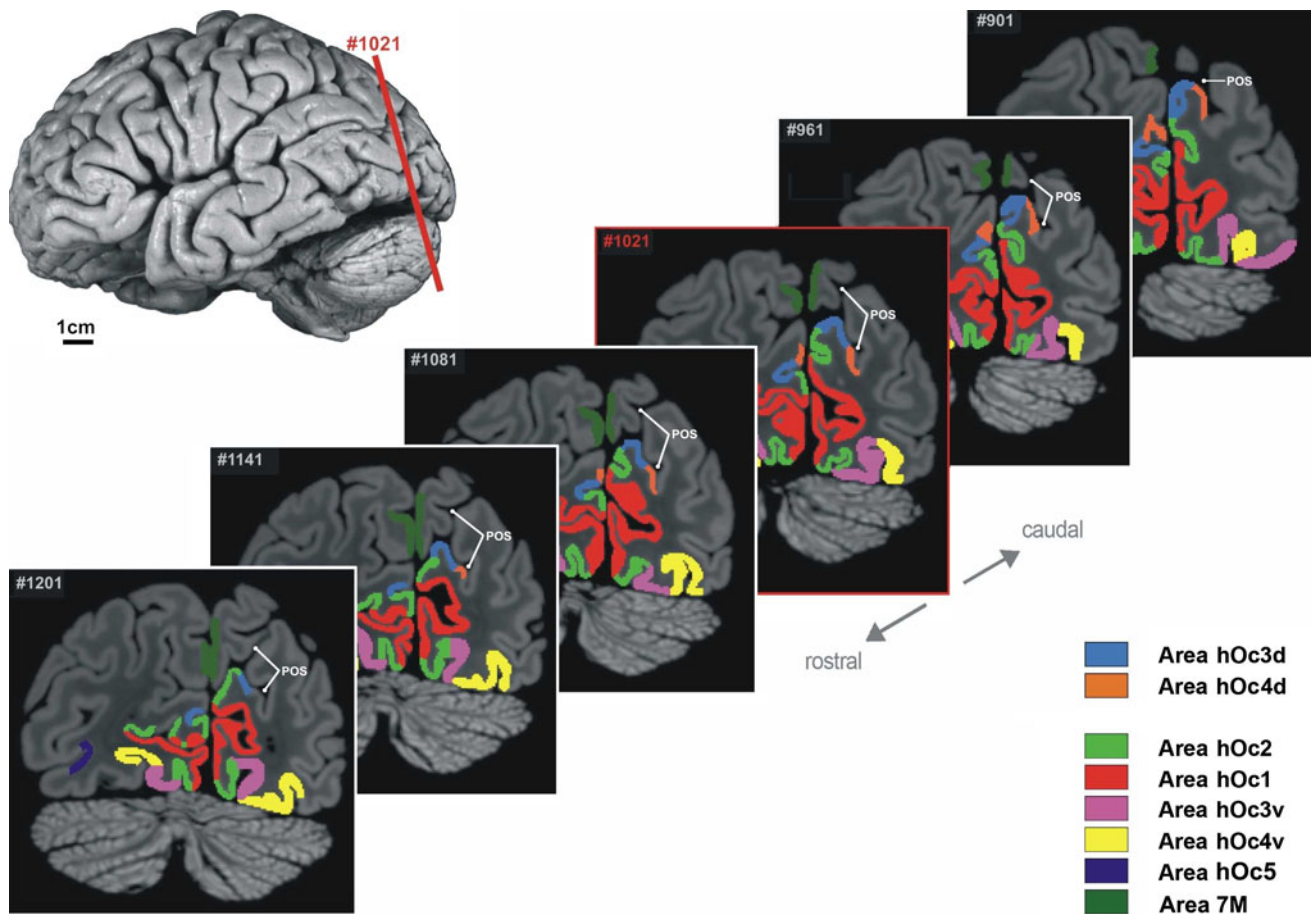 #1021
1cm
#901
POS
#961
POS
#1021
POS
#1081
POS
#1141
POS
#1201
POS
caudal
rostral
Area hOc3d
Area hOc4d
Area hOc2
Area hOc1
Area hOc3v
Area hOc4v
Area hOc5
Area 7M